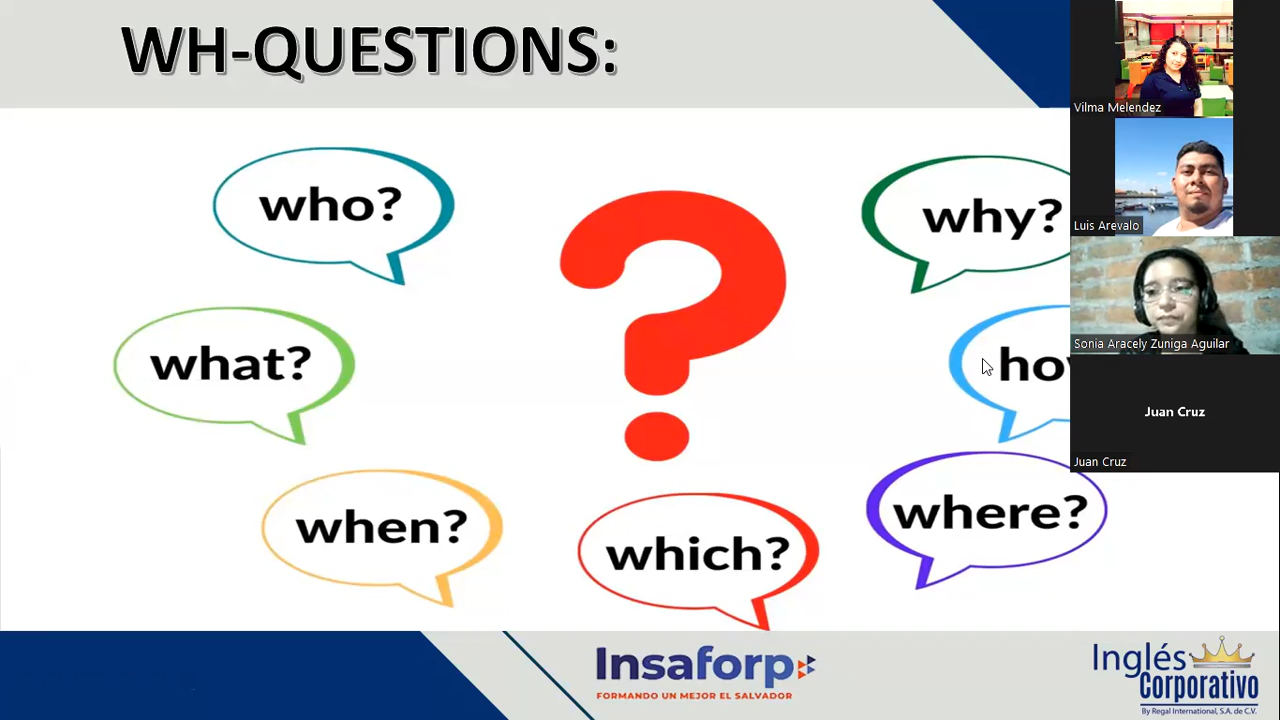 WH-QUESTIONS:
who?
why?
what?
ho
when?
which?
where?
Insaforp
FORMANDO UN MEJOR EL SALVADOR
Inglés
Corporativo
By Regal International, S.A. de C.V.
Vilma Melendez
Luis Arevalo
Sonia Aracely Zuniga Aguilar
Juan Cruz
Juan Cruz